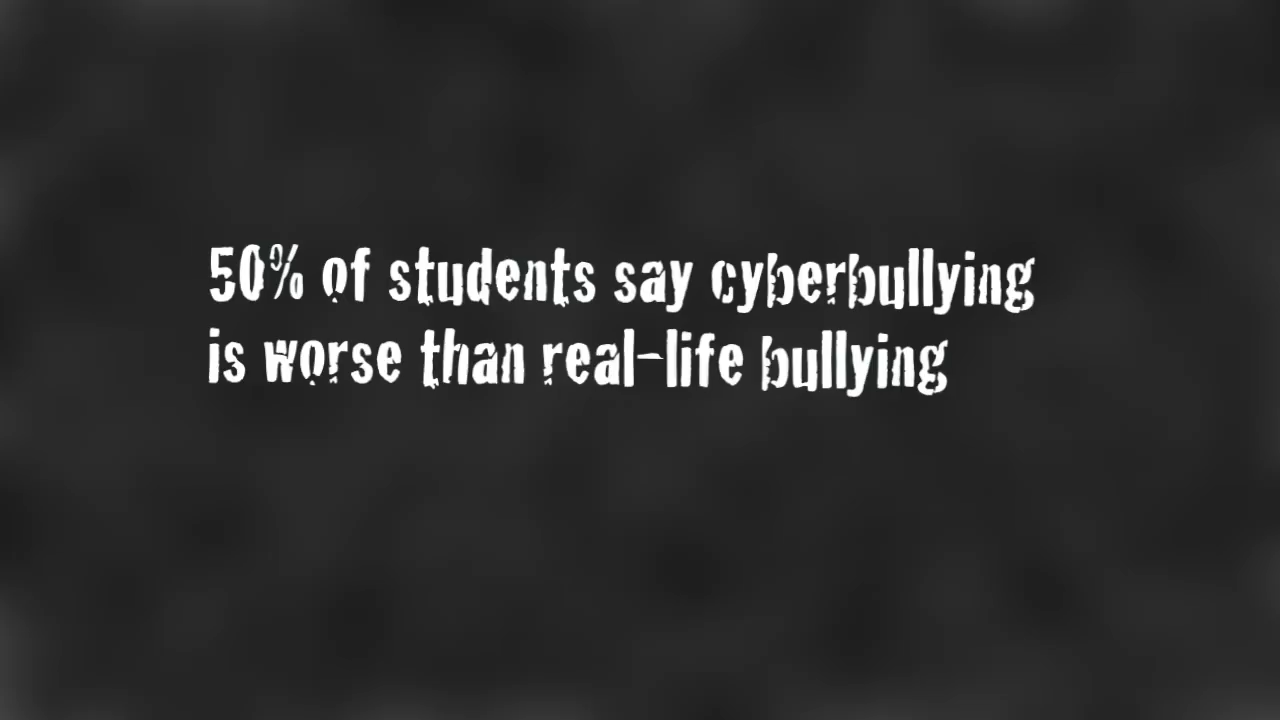 50% of students say cyberbullying
is worse than real-life bullying